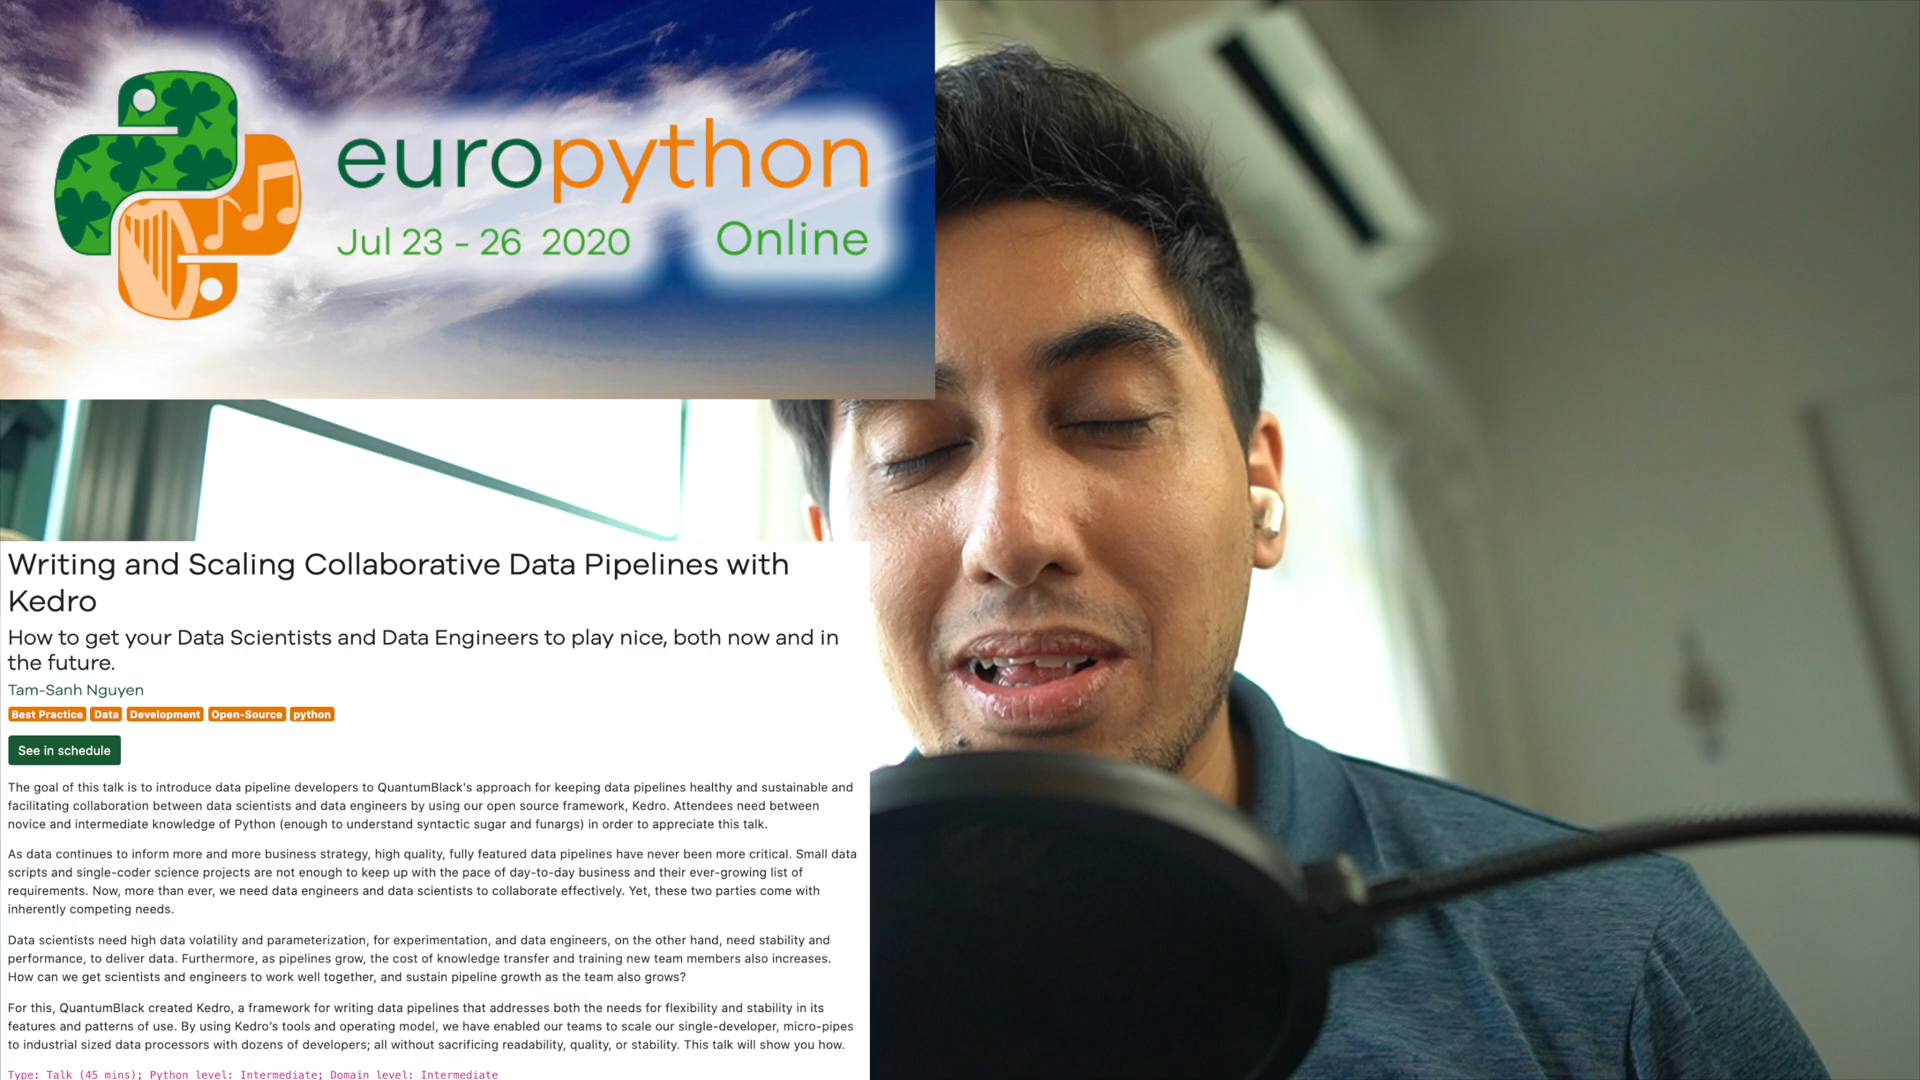 europython
Jul 23 - 26 2020 Online
Writing and Scaling Collaborative Data Pipelines with
Kedro
How to get your Data Scientists and Data Engineers to play nice, both now and in
the future.
Tam-Sanh Nguyen
Best Practice Data Development Open-Source python
See in schedule
The goal of this talk is to introduce data pipeline developers to QuantumBlack's approach for keeping data pipelines healthy and sustainable and
facilitating collaboration between data scientists and data engineers by using our open source framework, Kedro. Attendees need between
novice and intermediate knowledge of Python (enough to understand syntactic sugar and funargs) in order to appreciate this talk.
As data continues to inform more and more business strategy, high quality, fully featured data pipelines have never been more critical. Small data
scripts and single-coder science projects are not enough to keep up with the pace of day-to-day business and their ever-growing list of
requirements. Now, more than ever, we need data engineers and data scientists to collaborate effectively. Yet, these two parties come with
inherently competing needs.
Data scientists need high data volatility and parameterization, for experimentation, and data engineers, on the other hand, need stability and
performance, to deliver data. Furthermore, as pipelines grow, the cost of knowledge transfer and training new team members also increases.
How can we get scientists and engineers to work well together, and sustain pipeline growth as the team also grows?
For this, QuantumBlack created Kedro, a framework for writing data pipelines that addresses both the needs for flexibility and stability in its
features and patterns of use. By using Kedro's tools and operating model, we have enabled our teams to scale our single-developer, micro-pipes
to industrial sized data processors with dozens of developers; all without sacrificing readability, quality, or stability. This talk will show you how.
Type: Talk (45 mins); Python level: Intermediate; Domain level: Intermediate